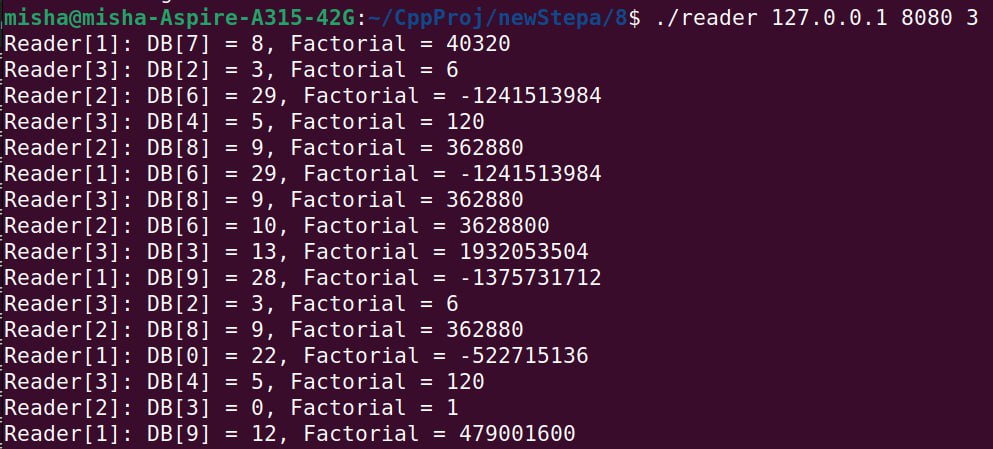 misha@misha-Aspire-A315-42G:~/CppProj/newStepa/8$ ./reader 127.0.0.1 8080 3
Reader[1]: DB[7] = 8, Factorial = 40320
Reader[3]: DB[2] = 3, Factorial = 6
Reader[2]: DB[6] = 29, Factorial = -1241513984
Reader[3]: DB[4] = 5, Factorial = 120
Reader[2]: DB[8] = 9, Factorial = 362880
Reader[1]: DB[6] = 29, Factorial = -1241513984
Reader[3]: DB[8] = 9, Factorial = 362880
Reader[2]: DB[6] = 10, Factorial = 3628800
Reader[3]: DB[3] = 13, Factorial = 1932053504
Reader[1]: DB[9] = 28, Factorial = -1375731712
Reader[3]: DB[2] = 3, Factorial = 6
Reader[2]: DB[8] = 9, Factorial = 362880
Reader[1]: DB[0] = 22, Factorial = -522715136
Reader[3]: DB[4] = 5, Factorial = 120
Reader[2]: DB[3] = 0, Factorial = 1
Reader[1]: DB[9] = 12, Factorial = 479001600